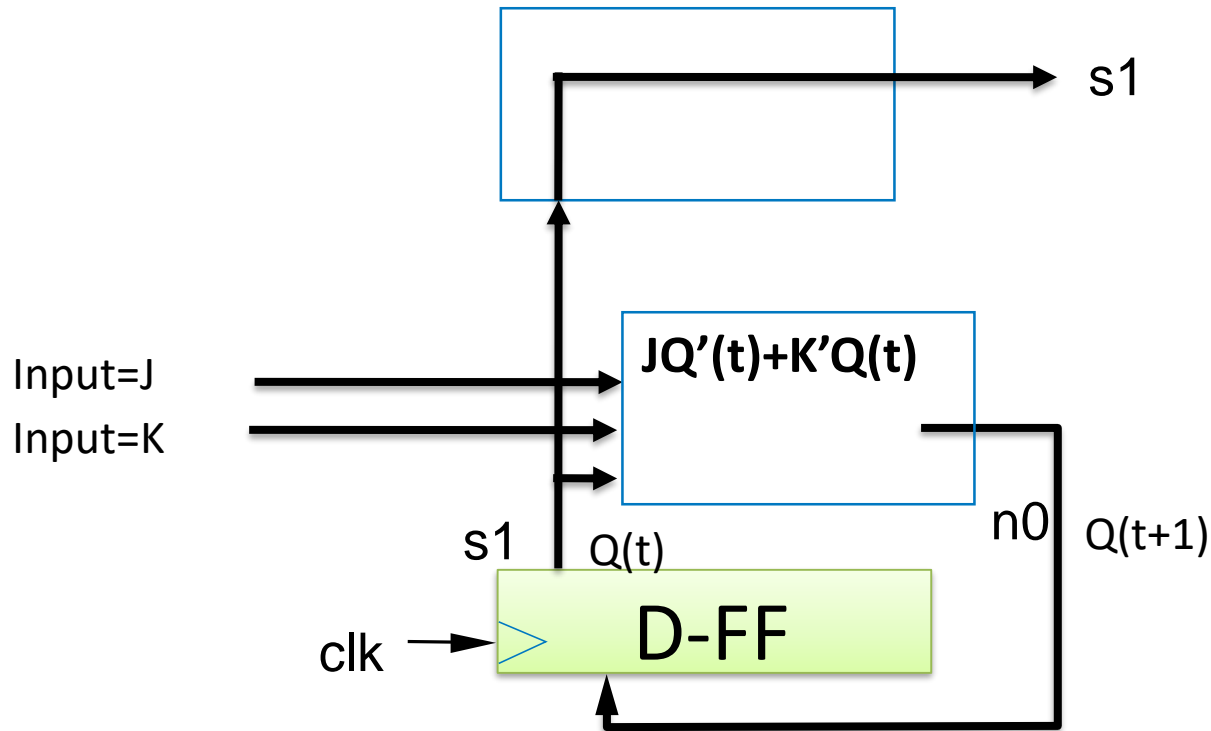 s1
JQ’(t)+K’Q(t)
Input=J
Input=K
n0
Q(t+1)
s1
Q(t)
D-FF
clk